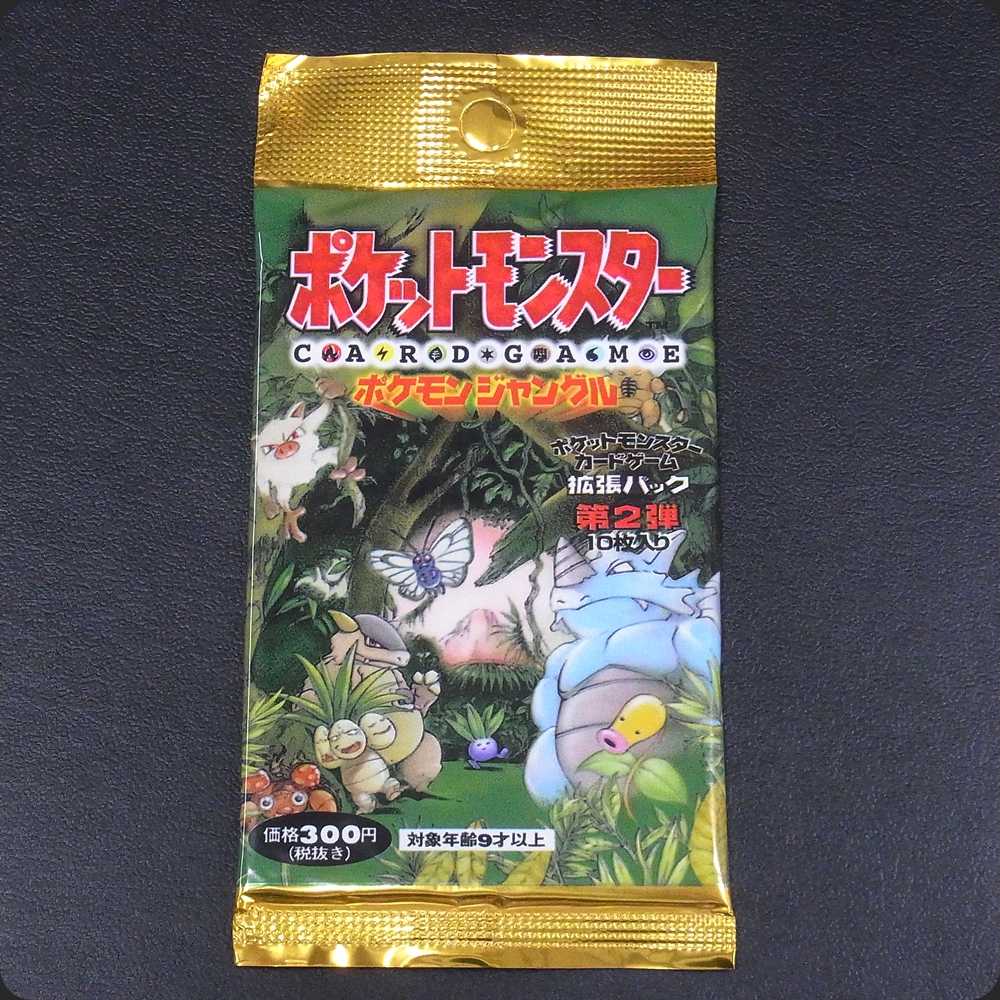 ポケットモンスター
TM
CARDGAME
ポケモンジャングル
ポケットモンスター
カードゲーム
拡張パック
第2弾
10枚入り
価格300円
(税抜き)
対象年齢9才以上